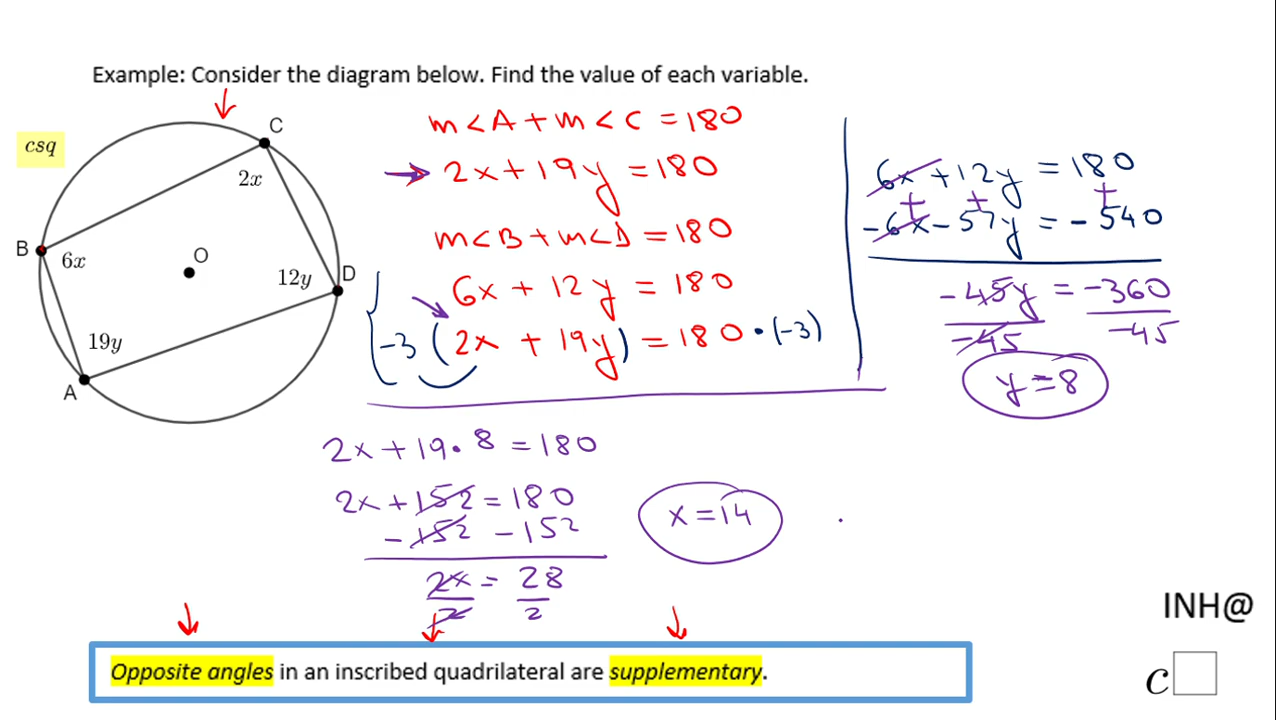 Example: Consider the diagram below. Find the value of each variable.
csq
C
2x
B
6x
O
12y
D
19y
A
m<A + m<C = 180
2x + 19y = 180
m<B + m<D = 180
6x + 12y = 180
-3 (2x + 19y) = 180 • (-3)
6x + 12y = 180
+ + +
-6x - 57y = -540
-45y = -360
-45 -45
y = 8
2x + 19 • 8 = 180
2x + 152 = 180
- 152 - 152
2x = 28
2 2
x = 14
Opposite angles in an inscribed quadrilateral are supplementary.
INH@
c